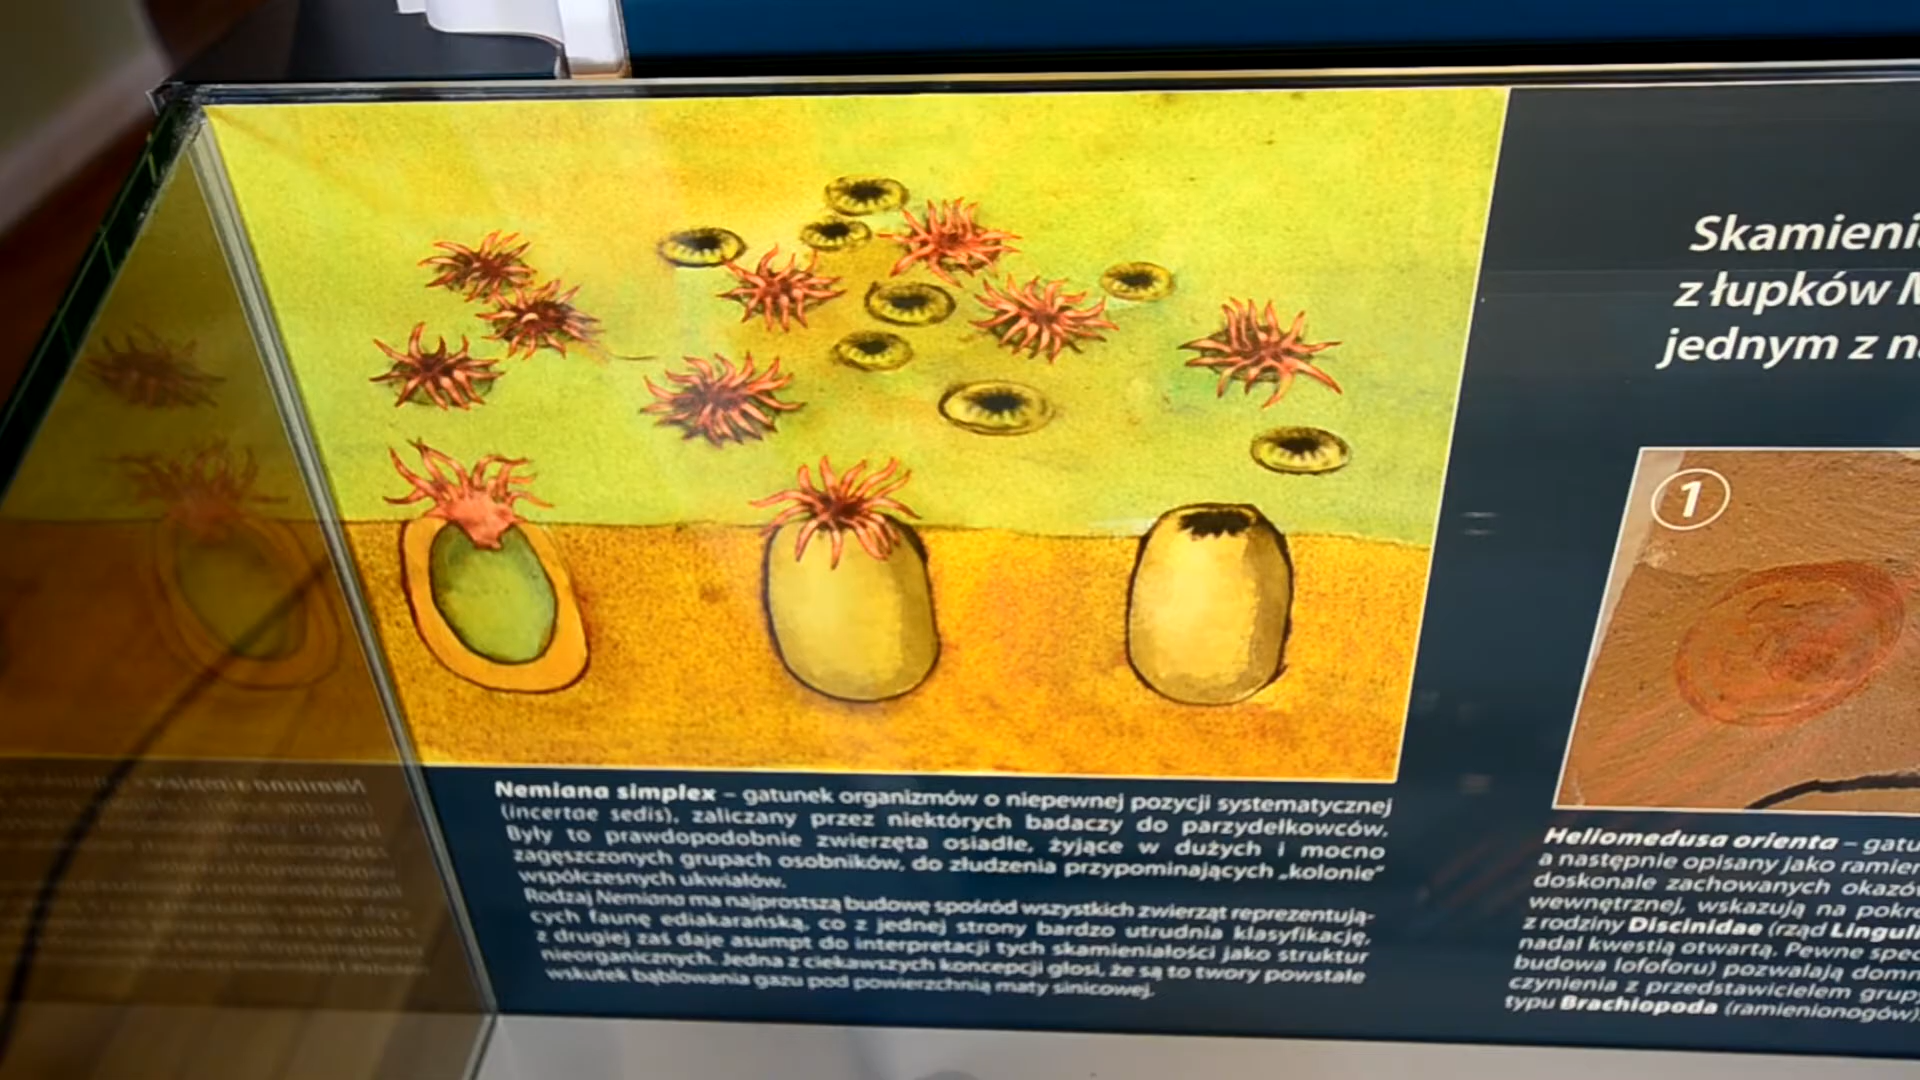 Skamieni
z łupków M
jednym z na
1
Nemiana simplex – gatunek organizmów o niepewnej pozycji systematycznej
(incertae sedis), zaliczany przez niektórych badaczy do parzydełkowców.
Były to prawdopodobnie zwierzęta osiadłe, żyjące w dużych i mocno
zagęszczonych grupach osobników, do złudzenia przypominających „kolonie”
współczesnych ukwiałów.
Rodzaj Nemiana ma najprostszą budowę spośród wszystkich zwierząt reprezentują-
cych faunę ediakarańską, co z jednej strony bardzo utrudnia klasyfikację,
z drugiej zaś daje asumpt do interpretacji tych skamieniałości jako struktur
nieorganicznych. Jedna z ciekawszych koncepcji głosi, że są to twory powstałe
wskutek bąblowania gazu pod powierzchnią maty sinicowej.
Heliomedusa orienta – gatu
a następnie opisany jako ramien
doskonale zachowanych okazów
wewnętrznej, wskazują na pokre
z rodziny Discinidae (rząd Linguli
nadal kwestią otwartą. Pewne spec
budowa lofoforu) pozwalają domn
czynienia z przedstawicielem grupy
typu Brachiopoda (ramienionogów)